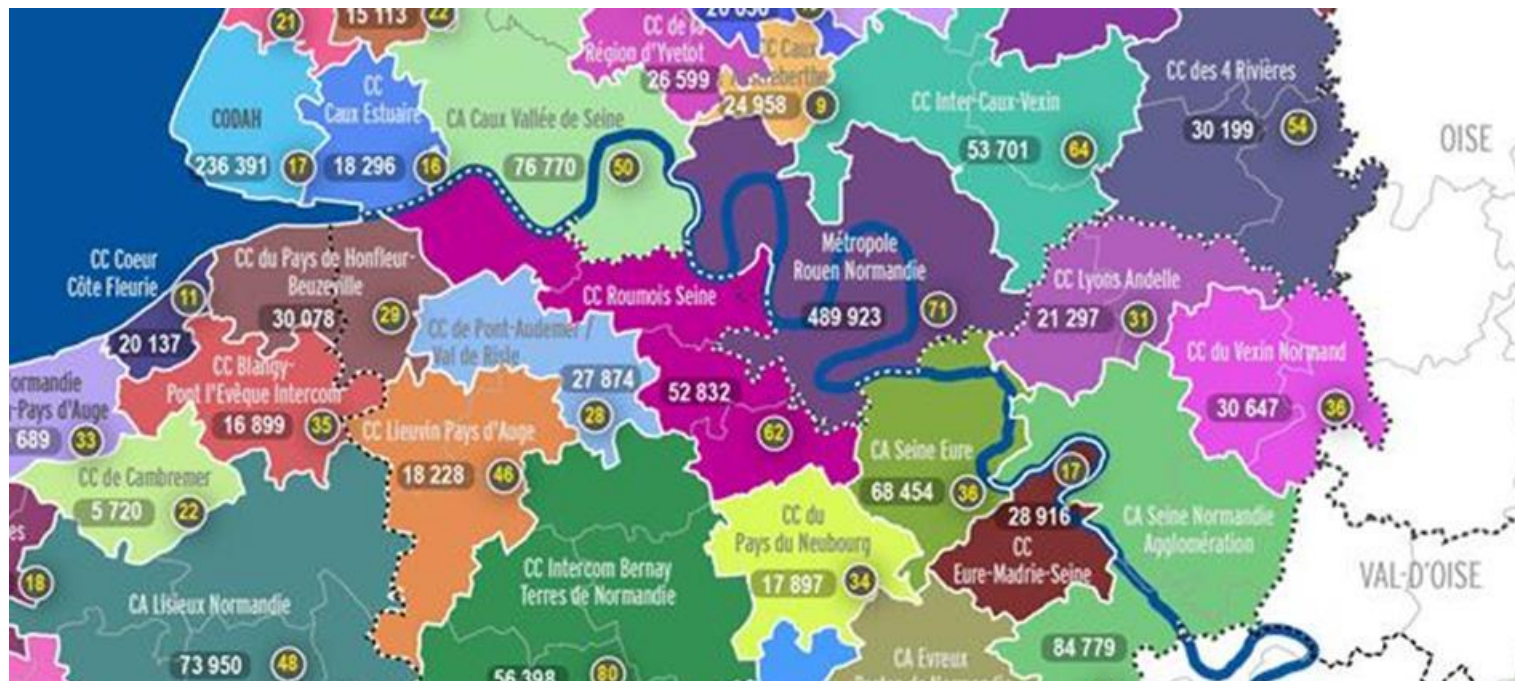 21
15 113
22
CC de la
Région d'Yvetot
26 599
CC Caux
24 958
9
CODAH
236 391
17
CC
Caux Estuaire
18 296
16
CA Caux Vallée de Seine
76 770
50
CC Inter-Caux-Vexin
53 701
64
CC des 4 Rivières
30 199
54
OISE
CC Coeur
Côte Fleurie
11
20 137
CC du Pays de Honfleur-
Beuzeville
30 078
29
CC Roumois Seine
52 832
62
Métropole
Rouen Normandie
489 923
71
CC Lyons Andelle
21 297
31
CC de Pont-Audemer /
Val de Risle
27 874
28
CC du Vexin Normand
30 647
36
CC Blangy-
Pont l'Evêque Intercom
16 899
35
ormandie
-Pays d'Auge
689
33
CC Lieuvin Pays d'Auge
18 228
46
CA Seine Eure
68 454
36
CC de Cambremer
5 720
22
17
28 916
CC
Eure-Madrie-Seine
CA Seine Normandie
Agglomération
84 779
CC du
Pays du Neubourg
17 897
34
es
18
CA Lisieux Normandie
73 950
48
CC Intercom Bernay
Terres de Normandie
56 398
80
CA Evreux
VAL-D'OISE